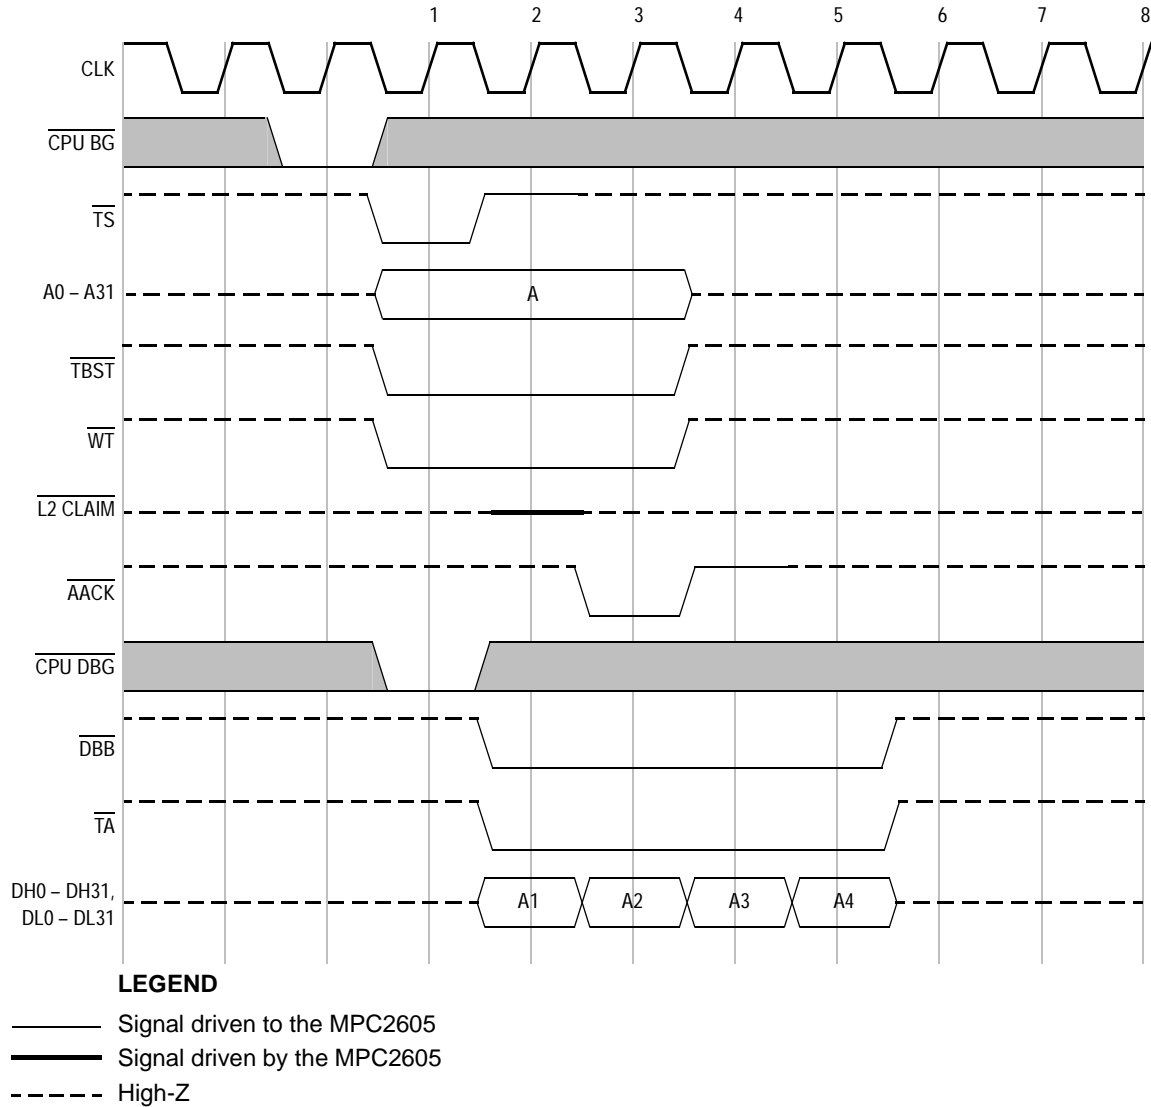 1 2 3 4 5 6 7 8
CLK
CPU BG
TS
A0 – A31
A
TBST
WT
L2 CLAIM
AACK
CPU DBG
DBB
TA
DH0 – DH31,
DL0 – DL31
A1 A2 A3 A4
LEGEND
Signal driven to the MPC2605
Signal driven by the MPC2605
High-Z